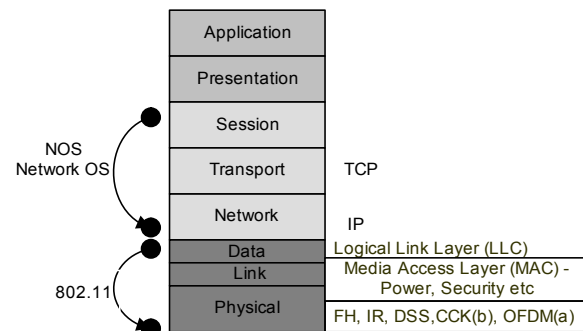 Application
Presentation
Session
NOS
Network OS
Transport
TCP
Network
IP
Data
Logical Link Layer (LLC)
Link
Media Access Layer (MAC) -
Power, Security etc
802.11
Physical
FH, IR, DSS,CCK(b), OFDM(a)